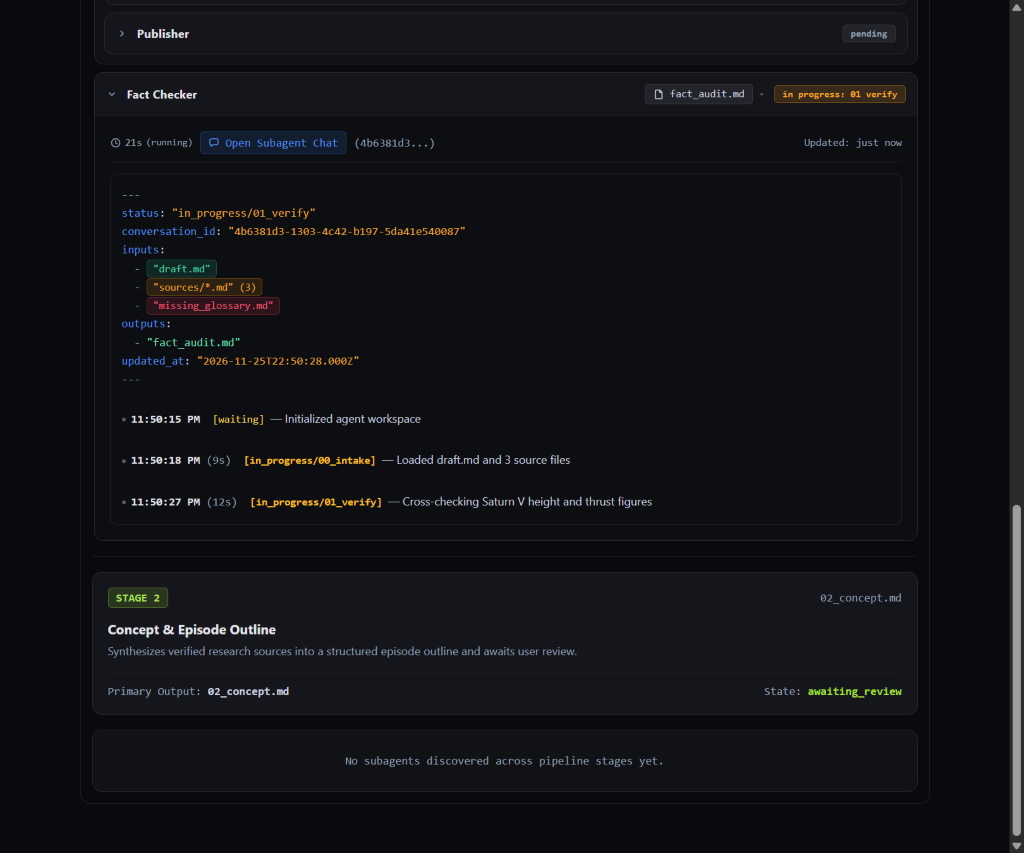 Publisher
pending
Fact Checker
fact_audit.md
in progress: 01 verify
21s (running)
Open Subagent Chat
(4b6381d3...)
Updated: just now
---
status: "in_progress/01_verify"
conversation_id: "4b6381d3-1303-4c42-b197-5da41e540087"
inputs:
- "draft.md"
- "sources/*.md" (3)
- "missing_glossary.md"
outputs:
- "fact_audit.md"
updated_at: "2026-11-25T22:50:28.000Z"
---
• 11:50:15 PM [waiting] — Initialized agent workspace
• 11:50:18 PM (9s) [in_progress/00_intake] — Loaded draft.md and 3 source files
• 11:50:27 PM (12s) [in_progress/01_verify] — Cross-checking Saturn V height and thrust figures
STAGE 2
02_concept.md
Concept & Episode Outline
Synthesizes verified research sources into a structured episode outline and awaits user review.
Primary Output: 02_concept.md
State: awaiting_review
No subagents discovered across pipeline stages yet.